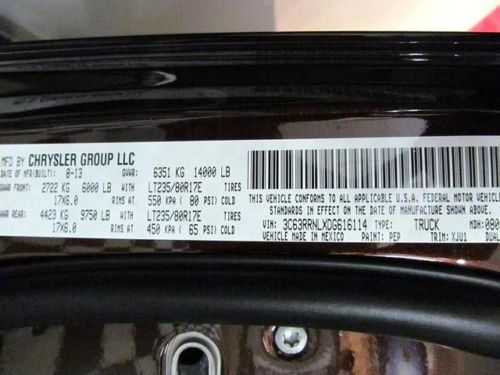 MFD BY CHRYSLER GROUP LLC
DATE OF MFR(BUILT): 8-13 GVWR: 6351 KG 14000 LB
GAWR FRONT: 2722 KG 6000 LB WITH LT235/80R17E TIRES
17X6.0 RIMS AT 550 KPA ( 80 PSI) COLD
GAWR REAR: 4423 KG 9750 LB WITH LT235/80R17E TIRES
17X6.0 RIMS AT 450 KPA ( 65 PSI) COLD
THIS VEHICLE CONFORMS TO ALL APPLICABLE U.S.A. FEDERAL MOTOR VEH
STANDARDS IN EFFECT ON THE DATE OF MANUFACTURE
VIN: 3C63RRNLXDG616114 TYPE: TRUCK MDH: 080
VEHICLE MADE IN MEXICO PAINT: PEP TRIM: XJU1 DUAL